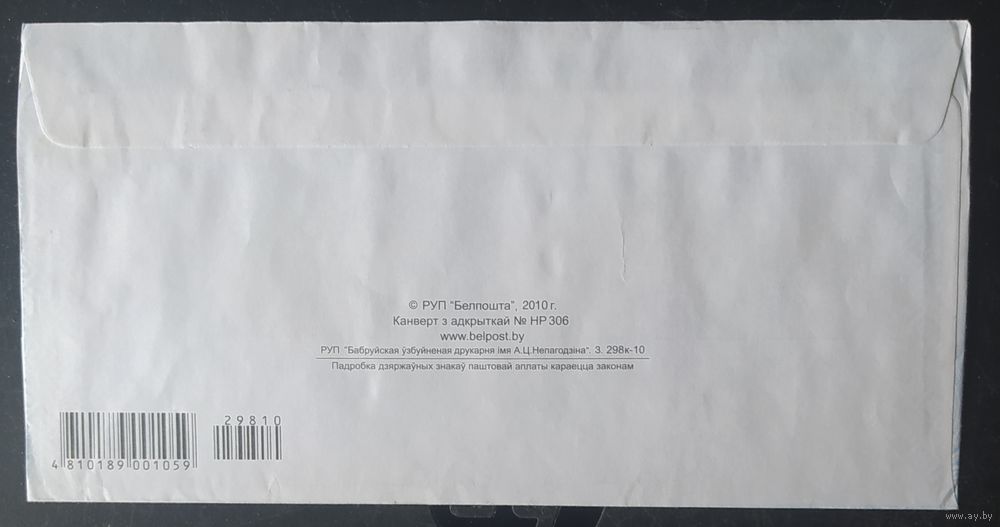 © РУП "Белпошта", 2010 г.
Канверт з адкрыткай № НР 306
www.belpost.by
РУП "Бабруйская ўзбуйненая друкарня імя А.Ц.Непагодзіна". З. 298к-10
Падробка дзяржаўных знакаў паштовай аплаты караецца законам
29810
4 810189 001059
www.ay.by